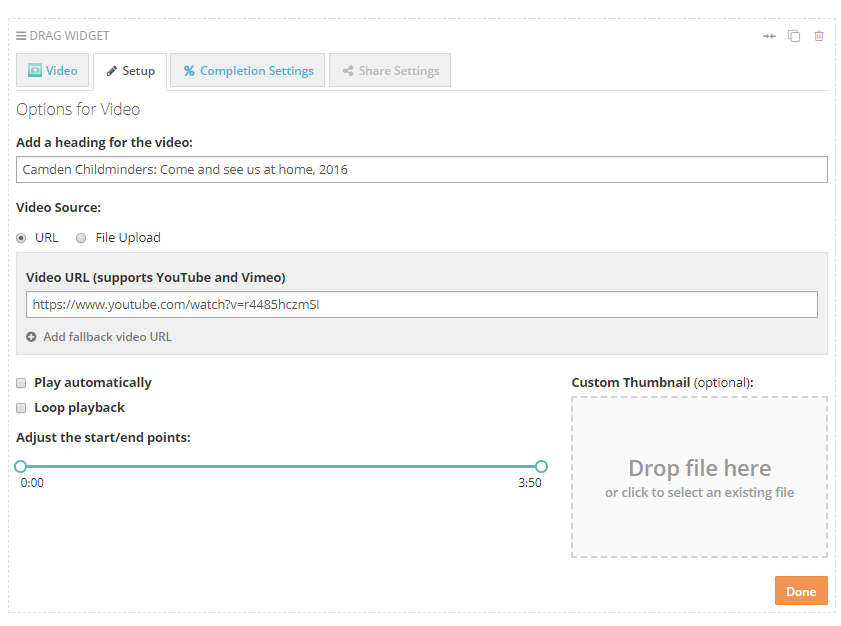 DRAG WIDGET
Video Setup Completion Settings Share Settings
Options for Video
Add a heading for the video:
Camden Childminders: Come and see us at home, 2016
Video Source:
URL File Upload
Video URL (supports YouTube and Vimeo)
https://www.youtube.com/watch?v=r4485hczmSI
Add fallback video URL
Play automatically
Loop playback
Adjust the start/end points:
0:00 3:50
Custom Thumbnail (optional):
Drop file here
or click to select an existing file
Done